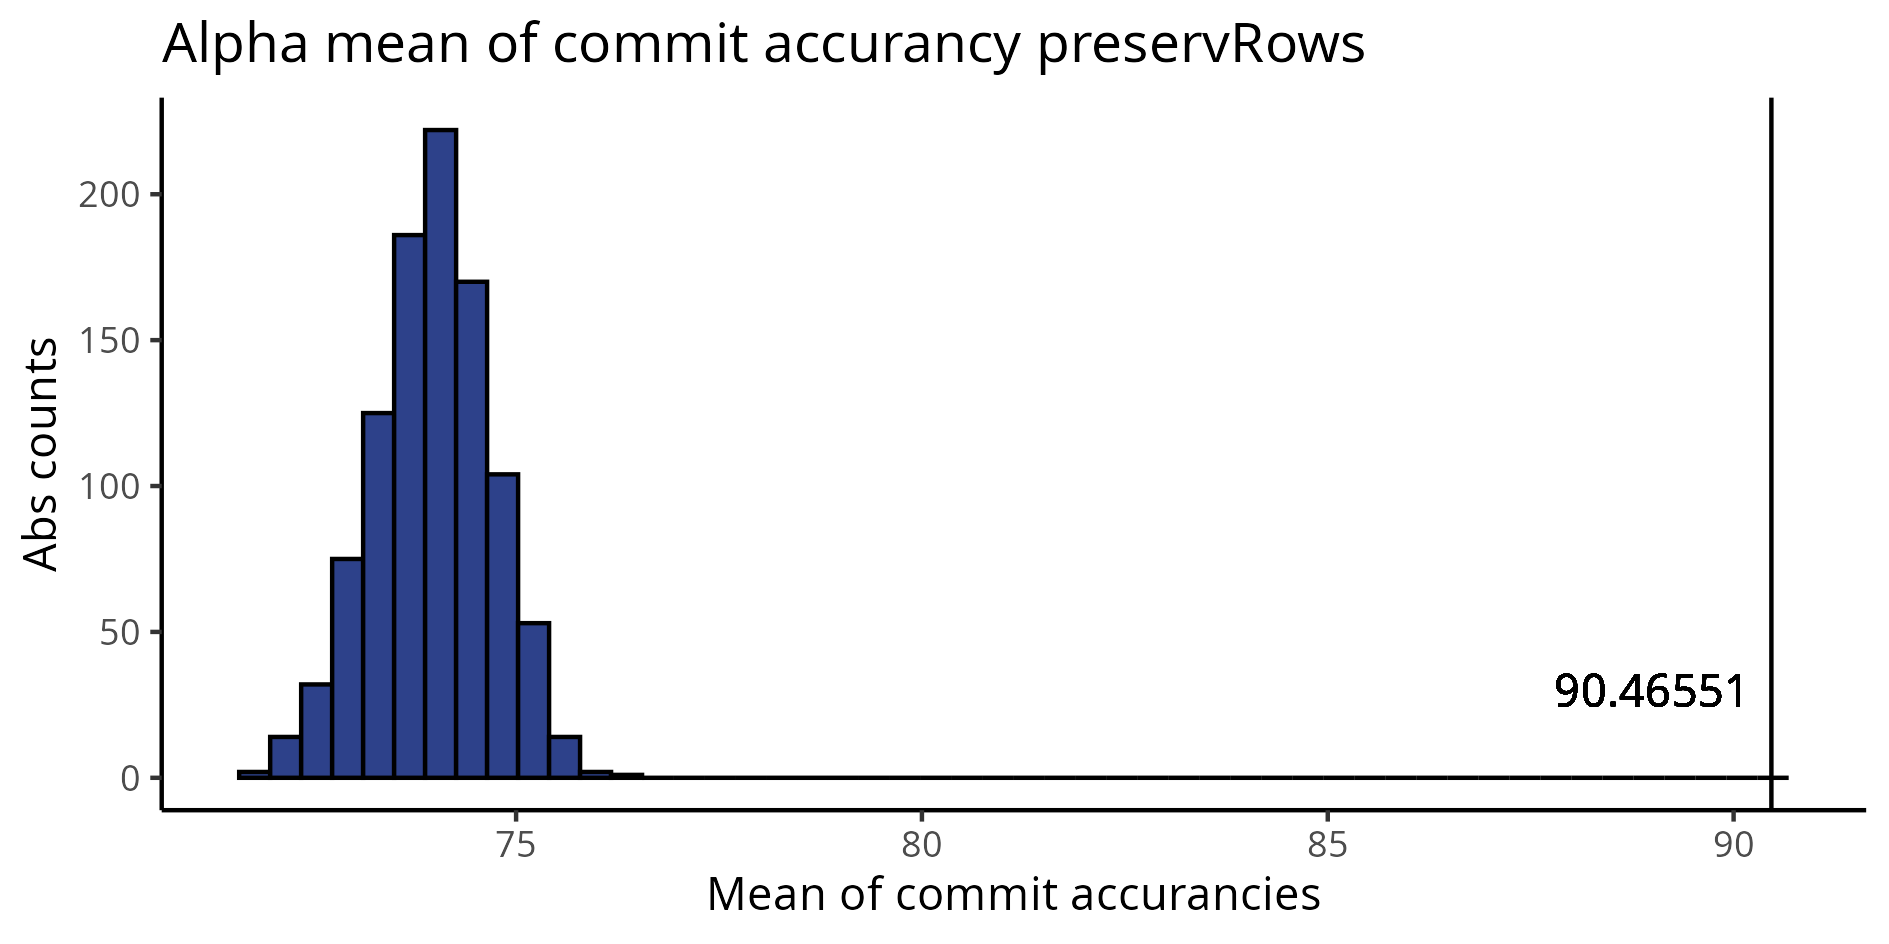 Alpha mean of commit accurancy preservRows
Abs counts
200
150
100
50
0
90.46551
75 80 85 90
Mean of commit accurancies